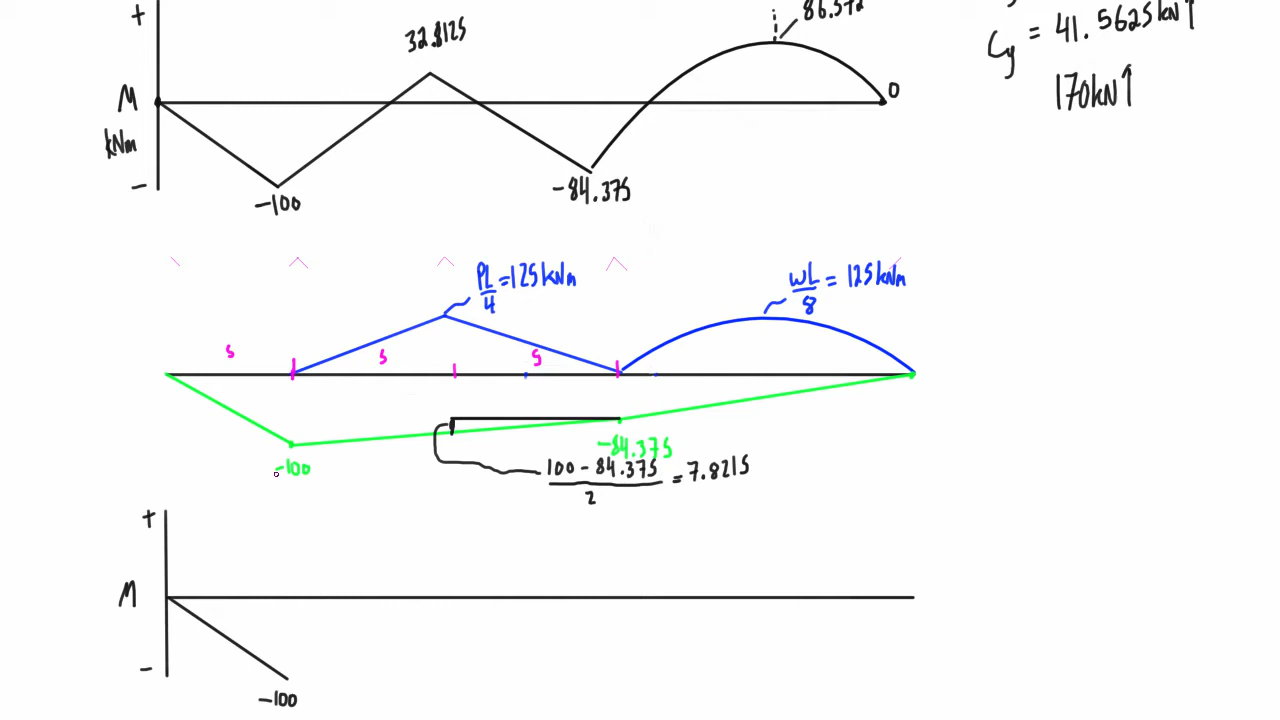 +
32.8125
M
kNm
0
-
-100
-84.375
Cy = 41.5625kN↑
170kN↑
PL/4 = 125kNm
wL/8 = 125kNm
5
5
5
-100
-84.375
100 - 84.375 / 2 = 7.8215
+
M
-
-100